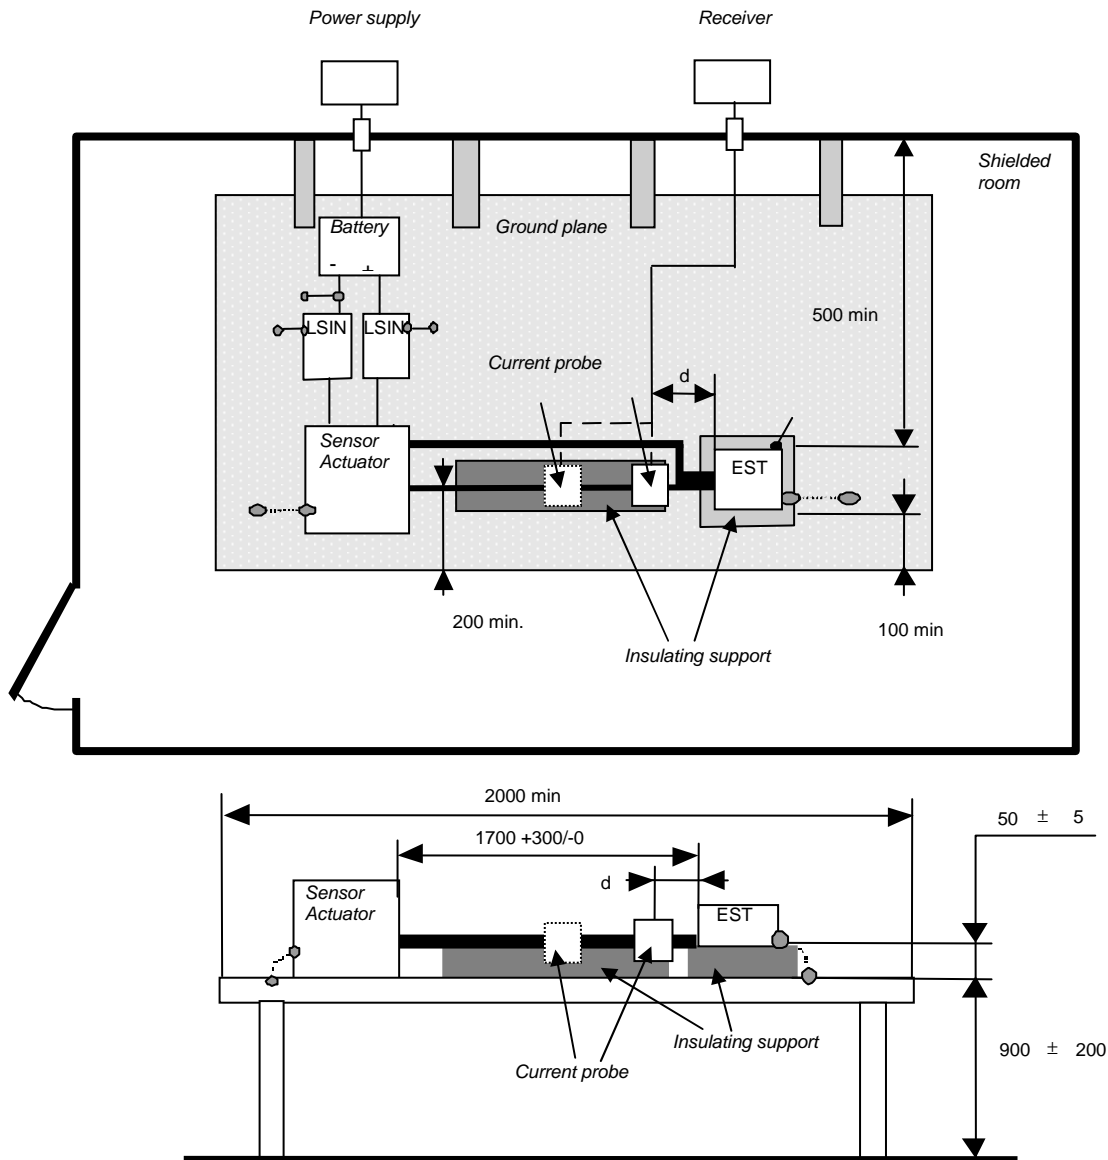 Power supply
Receiver
Shielded
room
Battery
- +
Ground plane
LSIN
LSIN
500 min
Current probe
d
Sensor
Actuator
EST
200 min.
100 min
Insulating support
2000 min
50 ± 5
1700 +300/-0
d
Sensor
Actuator
EST
Insulating support
900 ± 200
Current probe